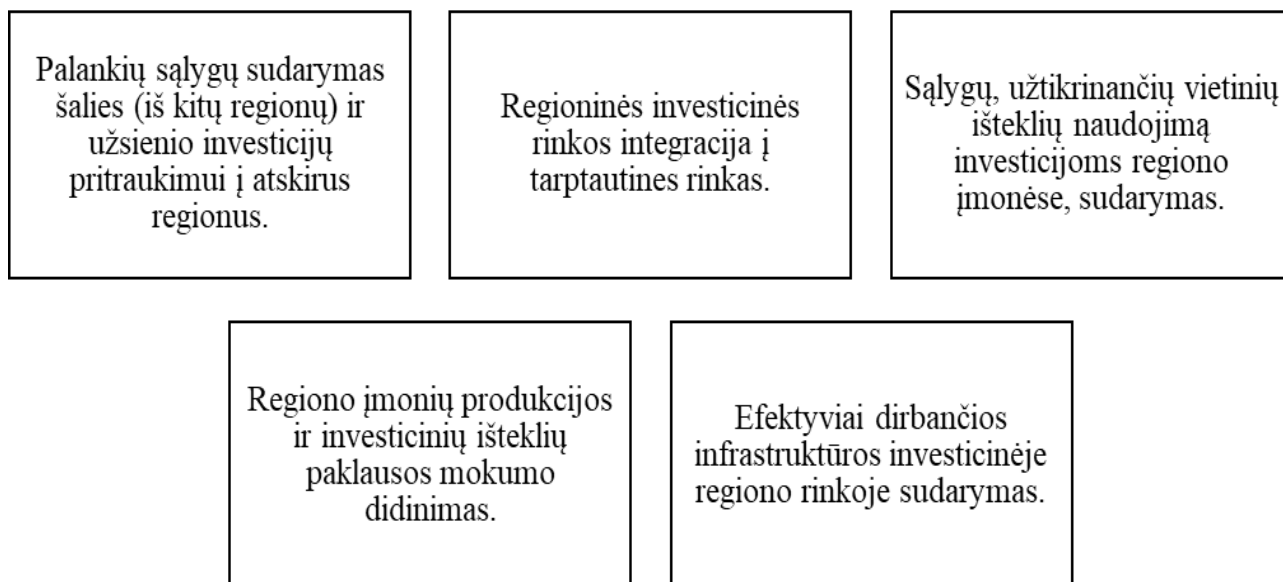 Palankių sąlygų sudarymas
šalies (iš kitų regionų) ir
užsienio investicijų
pritraukimui į atskirus
regionus.
Regioninės investicinės
rinkos integracija į
tarptautines rinkas.
Sąlygų, užtikrinančių vietinių
išteklių naudojimą
investicijoms regiono
įmonėse, sudarymas.
Regiono įmonių produkcijos
ir investicinių išteklių
paklausos mokumo
didinimas.
Efektyviai dirbančios
infrastruktūros investicinėje
regiono rinkoje sudarymas.